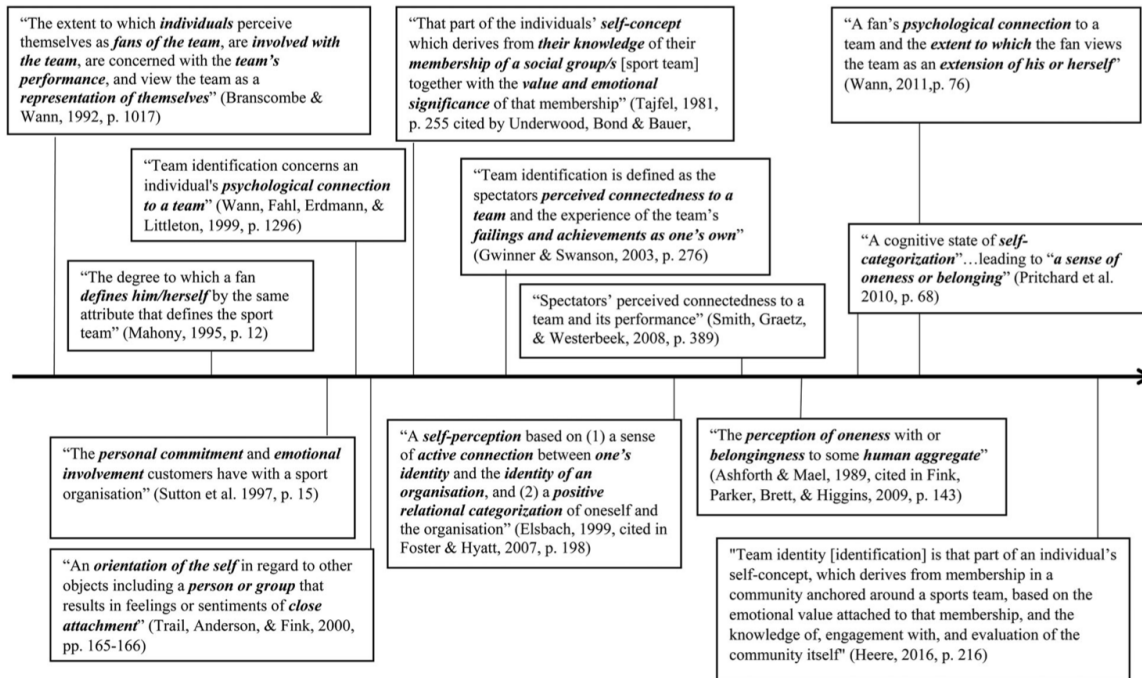 “The extent to which individuals perceive
themselves as fans of the team, are involved with
the team, are concerned with the team’s
performance, and view the team as a
representation of themselves” (Branscombe &
Wann, 1992, p. 1017)
“That part of the individuals’ self-concept
which derives from their knowledge of their
membership of a social group/s [sport team]
together with the value and emotional
significance of that membership” (Tajfel, 1981,
p. 255 cited by Underwood, Bond & Bauer,
“A fan’s psychological connection to a
team and the extent to which the fan views
the team as an extension of his or herself”
(Wann, 2011,p. 76)
“Team identification concerns an
individual's psychological connection
to a team” (Wann, Fahl, Erdmann, &
Littleton, 1999, p. 1296)
“Team identification is defined as the
spectators perceived connectedness to a
team and the experience of the team’s
failings and achievements as one’s own”
(Gwinner & Swanson, 2003, p. 276)
“A cognitive state of self-
categorization”…leading to “a sense of
oneness or belonging” (Pritchard et al.
2010, p. 68)
“The degree to which a fan
defines him/herself by the same
attribute that defines the sport
team” (Mahony, 1995, p. 12)
“Spectators’ perceived connectedness to a
team and its performance” (Smith, Graetz,
& Westerbeek, 2008, p. 389)
“The personal commitment and emotional
involvement customers have with a sport
organisation” (Sutton et al. 1997, p. 15)
“A self-perception based on (1) a sense
of active connection between one’s
identity and the identity of an
organisation, and (2) a positive
relational categorization of oneself and
the organisation” (Elsbach, 1999, cited in
Foster & Hyatt, 2007, p. 198)
“The perception of oneness with or
belongingness to some human aggregate”
(Ashforth & Mael, 1989, cited in Fink,
Parker, Brett, & Higgins, 2009, p. 143)
“An orientation of the self in regard to other
objects including a person or group that
results in feelings or sentiments of close
attachment” (Trail, Anderson, & Fink, 2000,
pp. 165-166)
"Team identity [identification] is that part of an individual’s
self-concept, which derives from membership in a
community anchored around a sports team, based on the
emotional value attached to that membership, and the
knowledge of, engagement with, and evaluation of the
community itself" (Heere, 2016, p. 216)